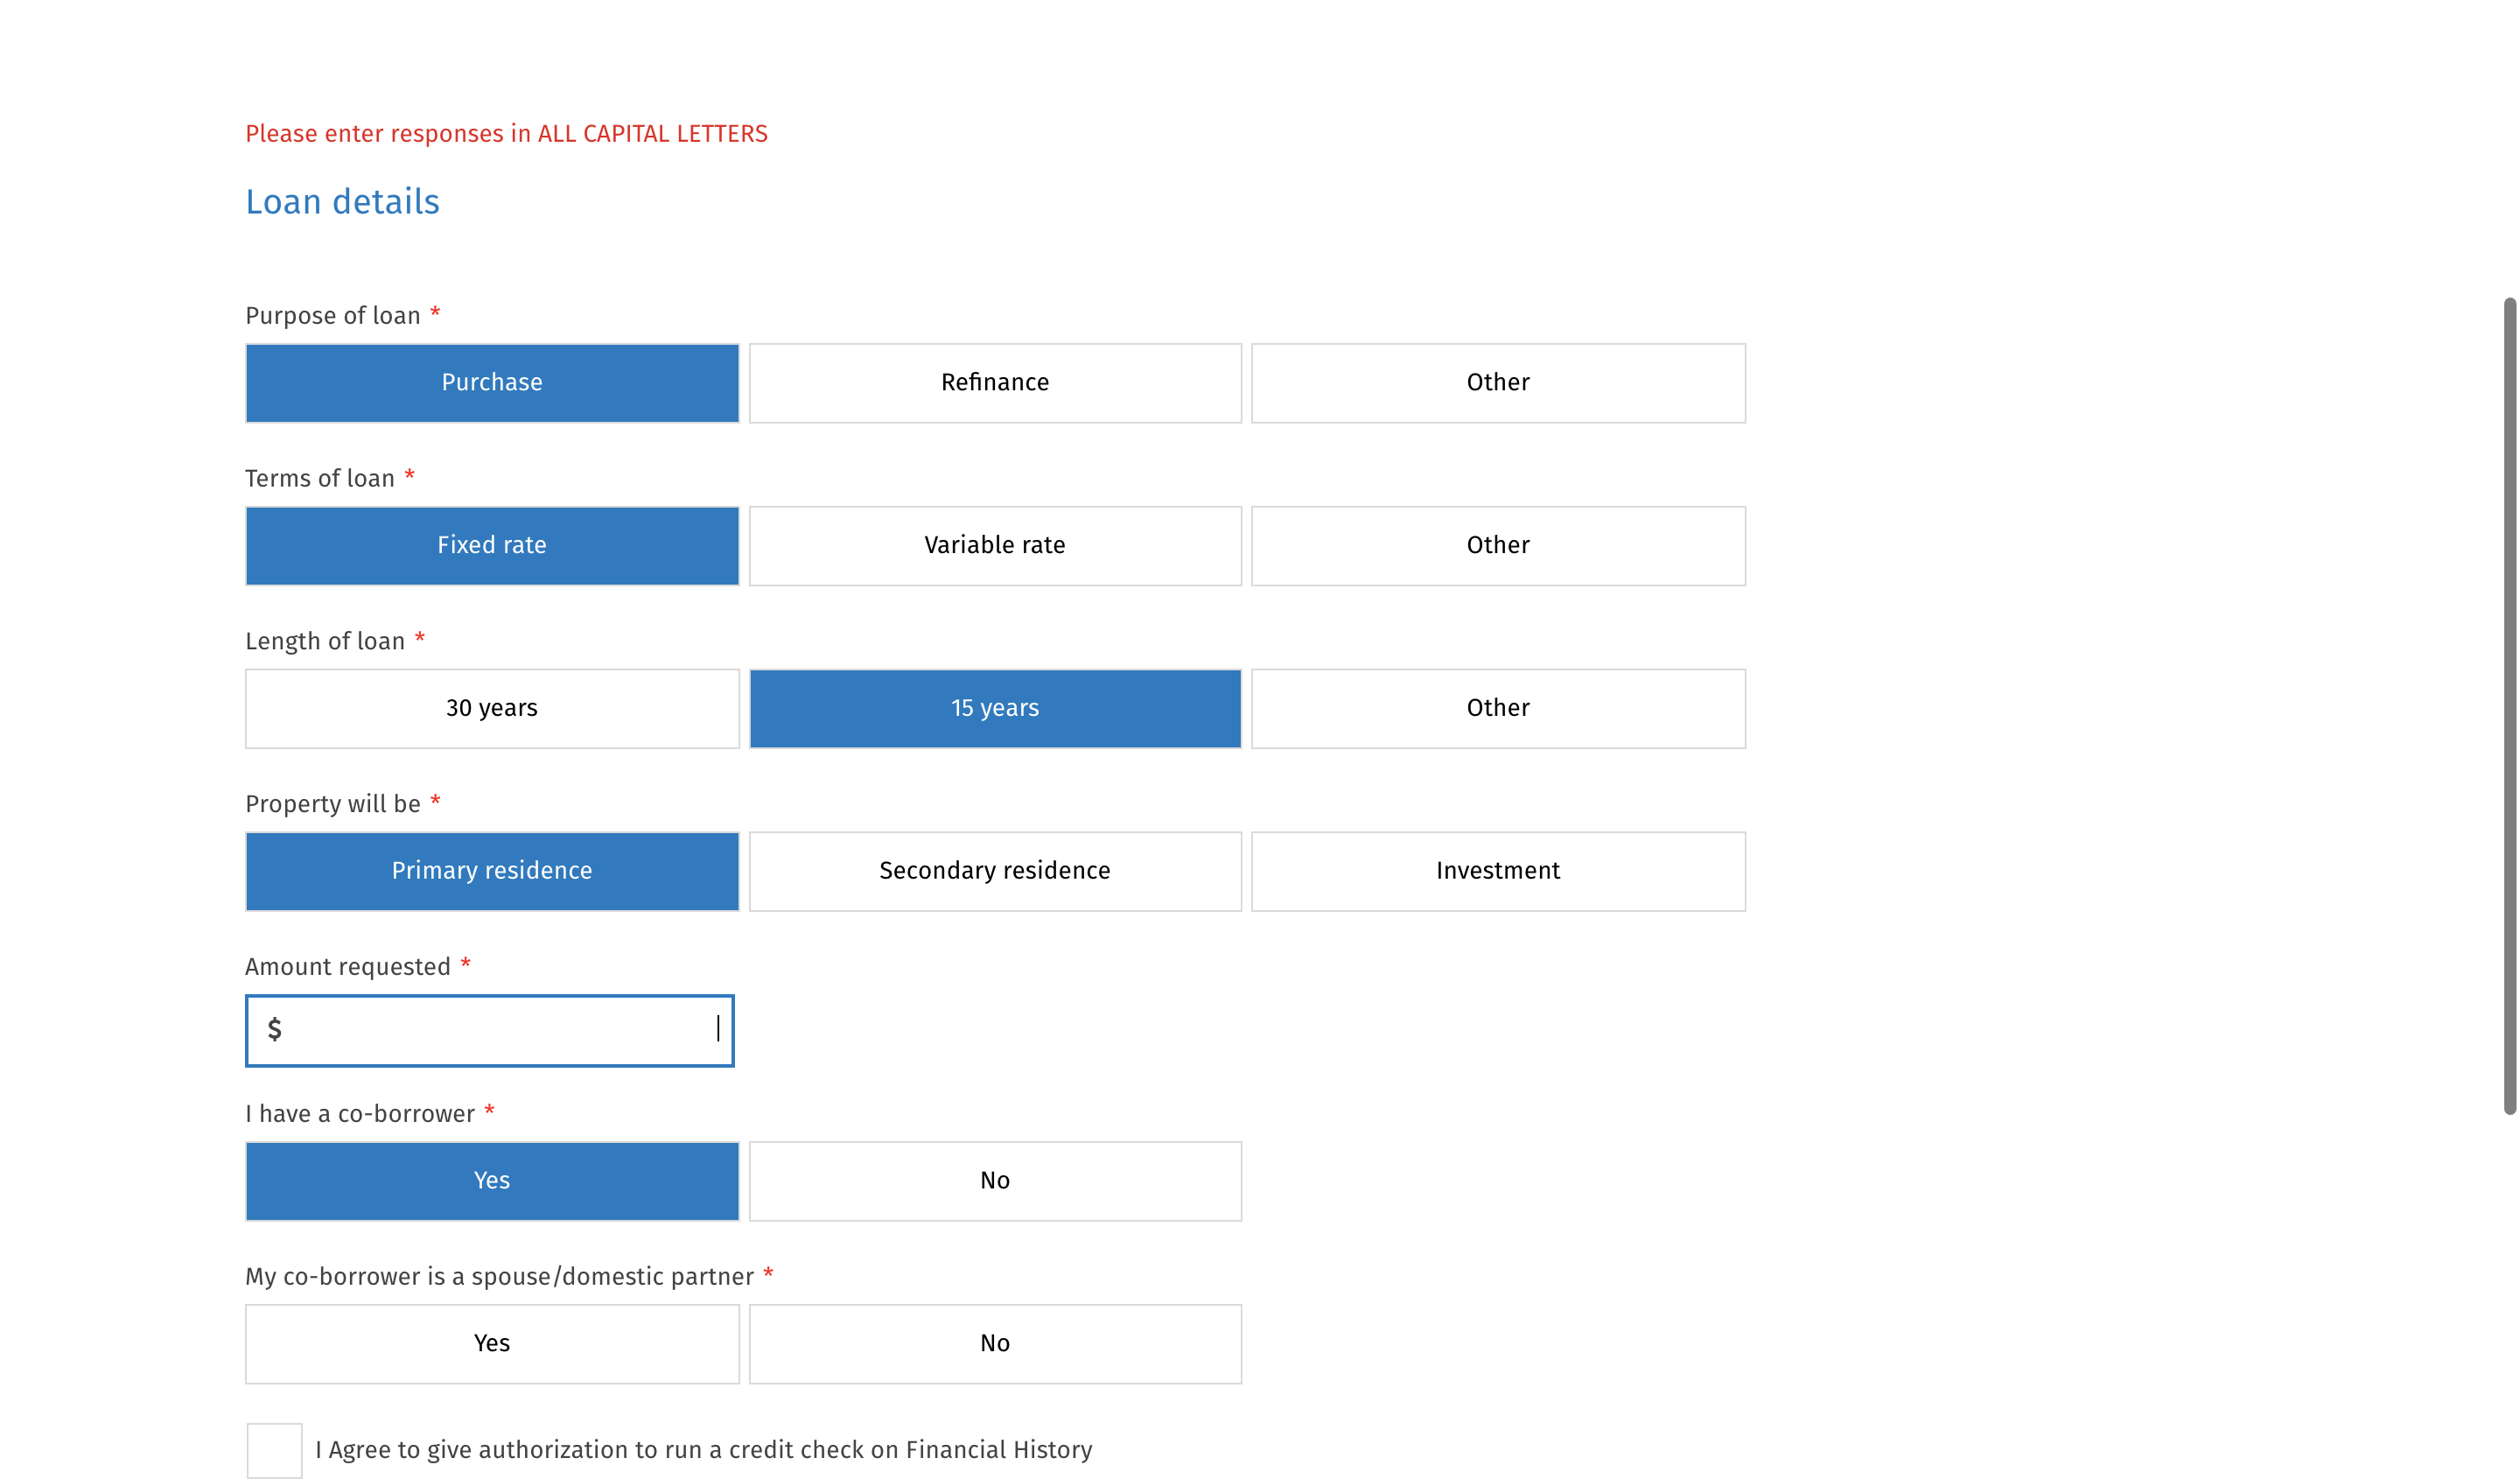 Please enter responses in ALL CAPITAL LETTERS
Loan details
Purpose of loan *
Purchase Refinance Other
Terms of loan *
Fixed rate Variable rate Other
Length of loan *
30 years 15 years Other
Property will be *
Primary residence Secondary residence Investment
Amount requested *
$
I have a co-borrower *
Yes No
My co-borrower is a spouse/domestic partner *
Yes No
I Agree to give authorization to run a credit check on Financial History